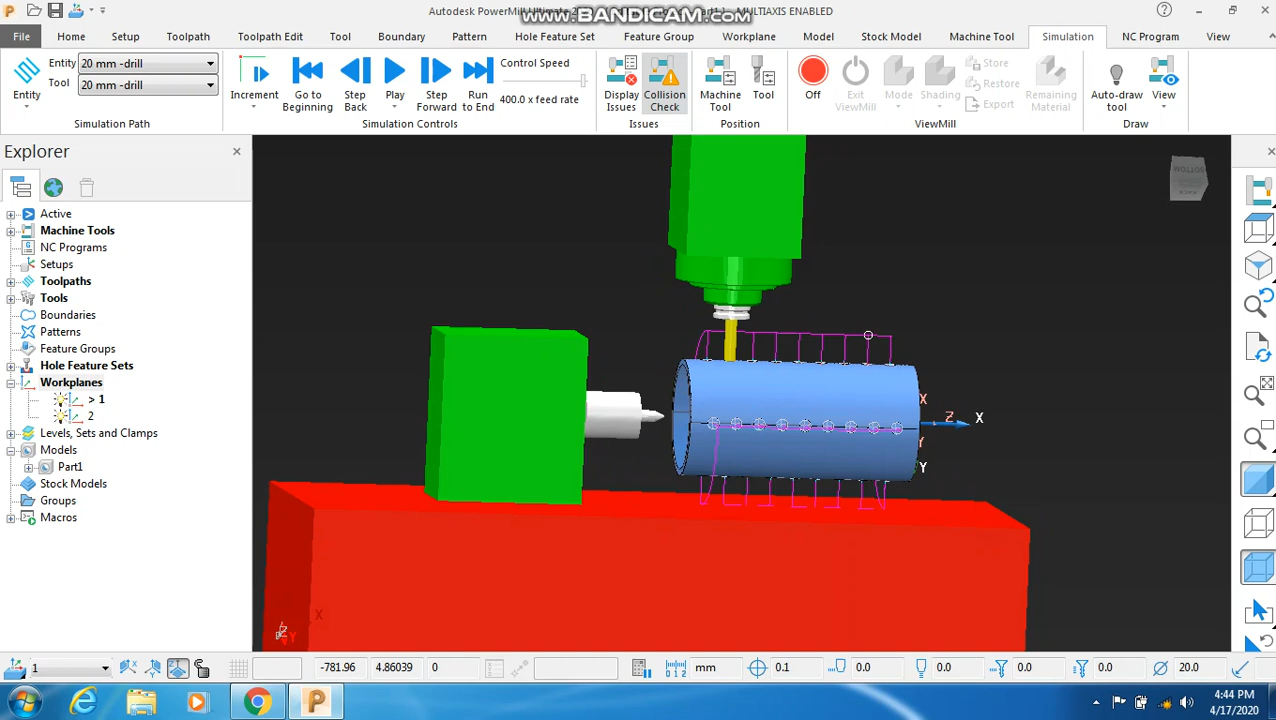 Autodesk PowerMill Ultimate 2
www.BANDICAM.com
MULTIAXIS ENABLED
File Home Setup Toolpath Toolpath Edit Tool Boundary Pattern Hole Feature Set Feature Group Workplane Model Stock Model Machine Tool Simulation NC Program View
Entity 20 mm -drill
Tool 20 mm -drill
Entity
Simulation Path
Increment
Go to Beginning
Step Back
Play
Step Forward
Run to End
Control Speed
400.0 x feed rate
Simulation Controls
Display Issues
Collision Check
Issues
Machine Tool
Tool
Position
Off
Exit ViewMill
Mode
Shading
Store
Restore
Export
Remaining Material
ViewMill
Auto-draw tool
View
Draw
Explorer
Active
Machine Tools
NC Programs
Setups
Toolpaths
Tools
Boundaries
Patterns
Feature Groups
Hole Feature Sets
Workplanes
> 1
2
Levels, Sets and Clamps
Models
Part1
Stock Models
Groups
Macros
BOTTOM
X
Z X
Y
Y
X
Z
Y
1 -781.96 4.86039 0 mm 0.1 0.0 0.0 0.0 0.0 20.0
4:44 PM
4/17/2020